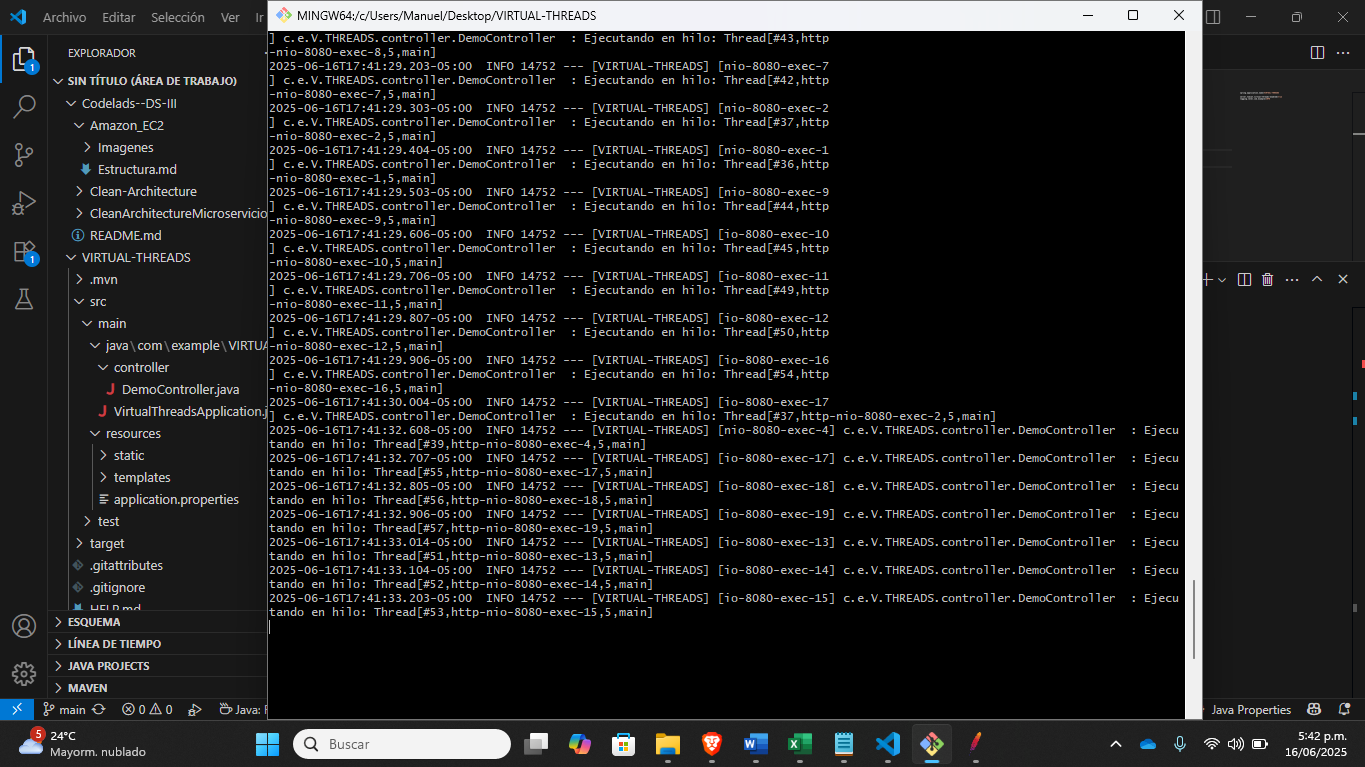 Archivo Editar Selección Ver Ir
MINGW64:/c/Users/Manuel/Desktop/VIRTUAL-THREADS
EXPLORADOR
SIN TÍTULO (ÁREA DE TRABAJO)
Codelads--DS-III
Amazon_EC2
Imagenes
Estructura.md
Clean-Architecture
CleanArchitectureMicroservicio
README.md
VIRTUAL-THREADS
.mvn
src
main
java\com\example\VIRTUA
controller
DemoController.java
VirtualThreadsApplication.j
resources
static
templates
application.properties
test
target
.gitattributes
.gitignore
HELP.md
ESQUEMA
LÍNEA DE TIEMPO
JAVA PROJECTS
MAVEN
1
1
] c.e.V.THREADS.controller.DemoController  : Ejecutando en hilo: Thread[#43,http
-nio-8080-exec-8,5,main]
2025-06-16T17:41:29.203-05:00  INFO 14752 --- [VIRTUAL-THREADS] [nio-8080-exec-7
] c.e.V.THREADS.controller.DemoController  : Ejecutando en hilo: Thread[#42,http
-nio-8080-exec-7,5,main]
2025-06-16T17:41:29.303-05:00  INFO 14752 --- [VIRTUAL-THREADS] [nio-8080-exec-2
] c.e.V.THREADS.controller.DemoController  : Ejecutando en hilo: Thread[#37,http
-nio-8080-exec-2,5,main]
2025-06-16T17:41:29.404-05:00  INFO 14752 --- [VIRTUAL-THREADS] [nio-8080-exec-1
] c.e.V.THREADS.controller.DemoController  : Ejecutando en hilo: Thread[#36,http
-nio-8080-exec-1,5,main]
2025-06-16T17:41:29.503-05:00  INFO 14752 --- [VIRTUAL-THREADS] [nio-8080-exec-9
] c.e.V.THREADS.controller.DemoController  : Ejecutando en hilo: Thread[#44,http
-nio-8080-exec-9,5,main]
2025-06-16T17:41:29.606-05:00  INFO 14752 --- [VIRTUAL-THREADS] [io-8080-exec-10
] c.e.V.THREADS.controller.DemoController  : Ejecutando en hilo: Thread[#45,http
-nio-8080-exec-10,5,main]
2025-06-16T17:41:29.706-05:00  INFO 14752 --- [VIRTUAL-THREADS] [io-8080-exec-11
] c.e.V.THREADS.controller.DemoController  : Ejecutando en hilo: Thread[#49,http
-nio-8080-exec-11,5,main]
2025-06-16T17:41:29.807-05:00  INFO 14752 --- [VIRTUAL-THREADS] [io-8080-exec-12
] c.e.V.THREADS.controller.DemoController  : Ejecutando en hilo: Thread[#50,http
-nio-8080-exec-12,5,main]
2025-06-16T17:41:29.906-05:00  INFO 14752 --- [VIRTUAL-THREADS] [io-8080-exec-16
] c.e.V.THREADS.controller.DemoController  : Ejecutando en hilo: Thread[#54,http
-nio-8080-exec-16,5,main]
2025-06-16T17:41:30.004-05:00  INFO 14752 --- [VIRTUAL-THREADS] [io-8080-exec-17
] c.e.V.THREADS.controller.DemoController  : Ejecutando en hilo: Thread[#37,http-nio-8080-exec-2,5,main]
2025-06-16T17:41:32.608-05:00  INFO 14752 --- [VIRTUAL-THREADS] [nio-8080-exec-4] c.e.V.THREADS.controller.DemoController  : Ejecu
tando en hilo: Thread[#39,http-nio-8080-exec-4,5,main]
2025-06-16T17:41:32.707-05:00  INFO 14752 --- [VIRTUAL-THREADS] [io-8080-exec-17] c.e.V.THREADS.controller.DemoController  : Ejecu
tando en hilo: Thread[#55,http-nio-8080-exec-17,5,main]
2025-06-16T17:41:32.805-05:00  INFO 14752 --- [VIRTUAL-THREADS] [io-8080-exec-18] c.e.V.THREADS.controller.DemoController  : Ejecu
tando en hilo: Thread[#56,http-nio-8080-exec-18,5,main]
2025-06-16T17:41:32.906-05:00  INFO 14752 --- [VIRTUAL-THREADS] [io-8080-exec-19] c.e.V.THREADS.controller.DemoController  : Ejecu
tando en hilo: Thread[#57,http-nio-8080-exec-19,5,main]
2025-06-16T17:41:33.014-05:00  INFO 14752 --- [VIRTUAL-THREADS] [io-8080-exec-13] c.e.V.THREADS.controller.DemoController  : Ejecu
tando en hilo: Thread[#51,http-nio-8080-exec-13,5,main]
2025-06-16T17:41:33.104-05:00  INFO 14752 --- [VIRTUAL-THREADS] [io-8080-exec-14] c.e.V.THREADS.controller.DemoController  : Ejecu
tando en hilo: Thread[#52,http-nio-8080-exec-14,5,main]
2025-06-16T17:41:33.203-05:00  INFO 14752 --- [VIRTUAL-THREADS] [io-8080-exec-15] c.e.V.THREADS.controller.DemoController  : Ejecu
tando en hilo: Thread[#53,http-nio-8080-exec-15,5,main]
main 0 0 Java:
Java Properties
5
24°C
Mayorm. nublado
Buscar
5:42 p.m.
16/06/2025